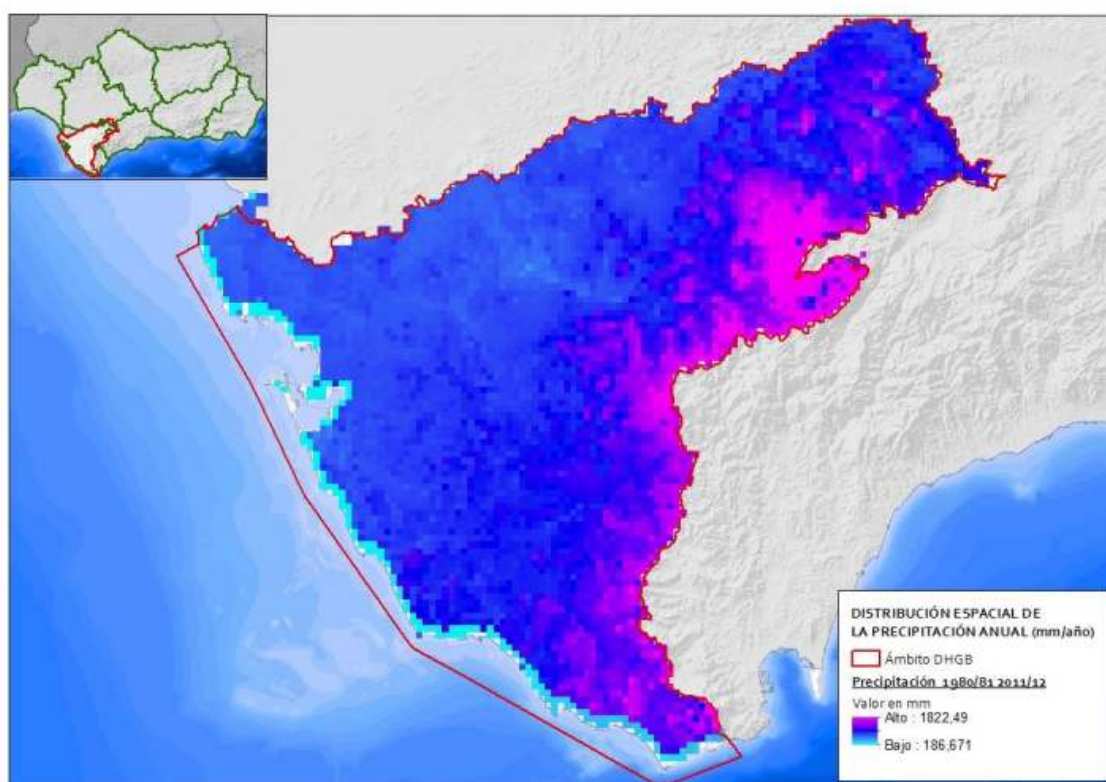 DISTRIBUCIÓN ESPACIAL DE
LA PRECIPITACIÓN ANUAL (mm/año)
Ámbito DHGB
Precipitación 1980/81 2011/12
Valor en mm
Alto : 1822,49
Bajo : 186,671